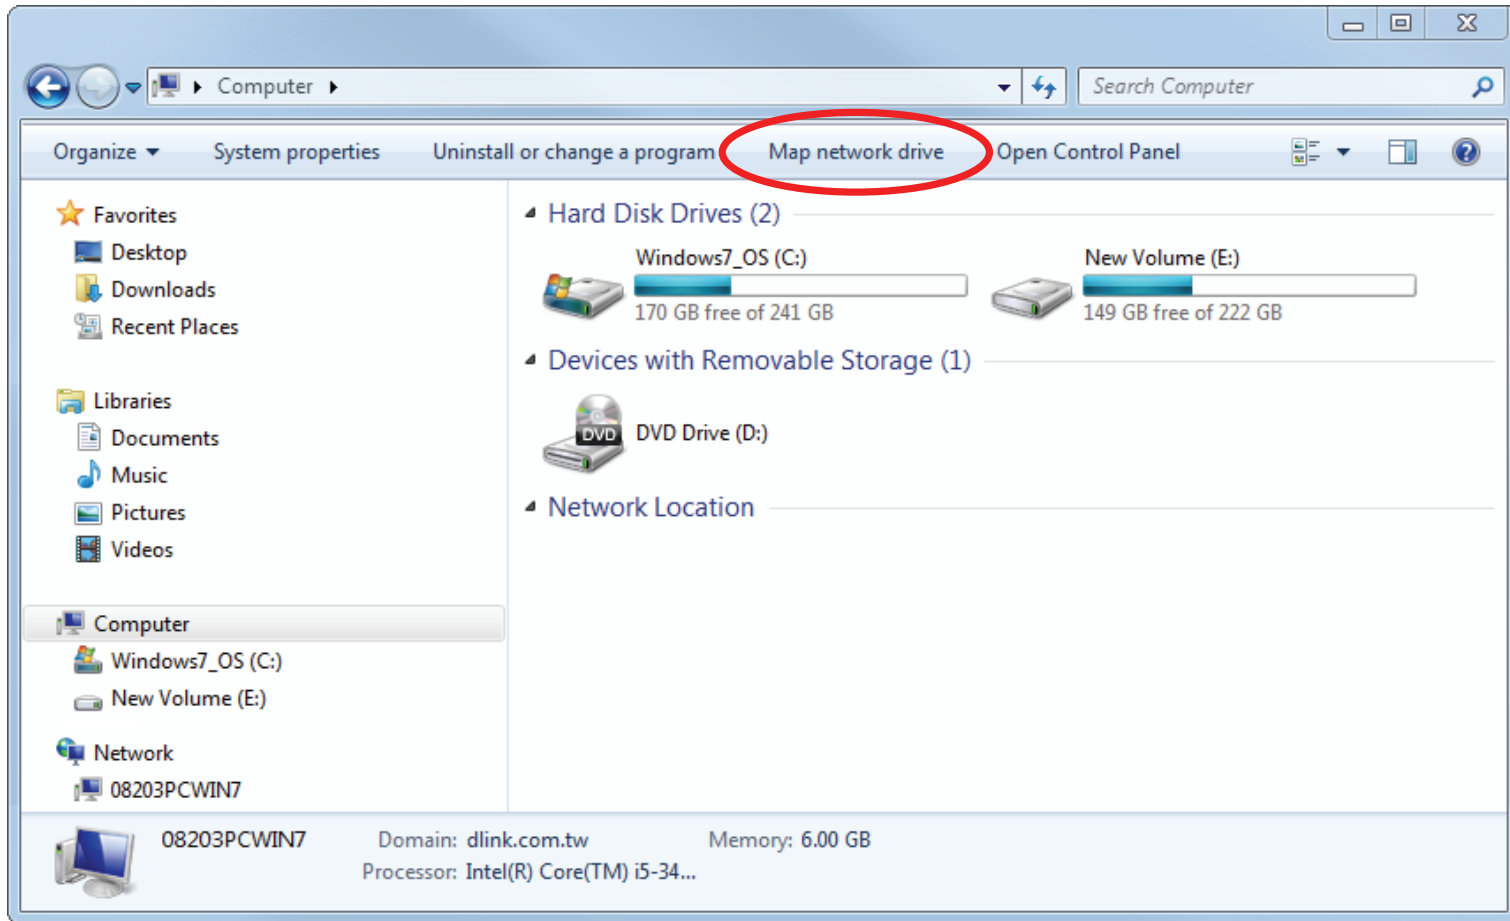 Computer
Search Computer
Organize
System properties
Uninstall or change a program
Map network drive
Open Control Panel
Favorites
Desktop
Downloads
Recent Places
Libraries
Documents
Music
Pictures
Videos
Computer
Windows7_OS (C:)
New Volume (E:)
Network
08203PCWIN7
Hard Disk Drives (2)
Windows7_OS (C:)
170 GB free of 241 GB
New Volume (E:)
149 GB free of 222 GB
Devices with Removable Storage (1)
DVD
DVD Drive (D:)
Network Location
08203PCWIN7
Domain: dlink.com.tw
Memory: 6.00 GB
Processor: Intel(R) Core(TM) i5-34...